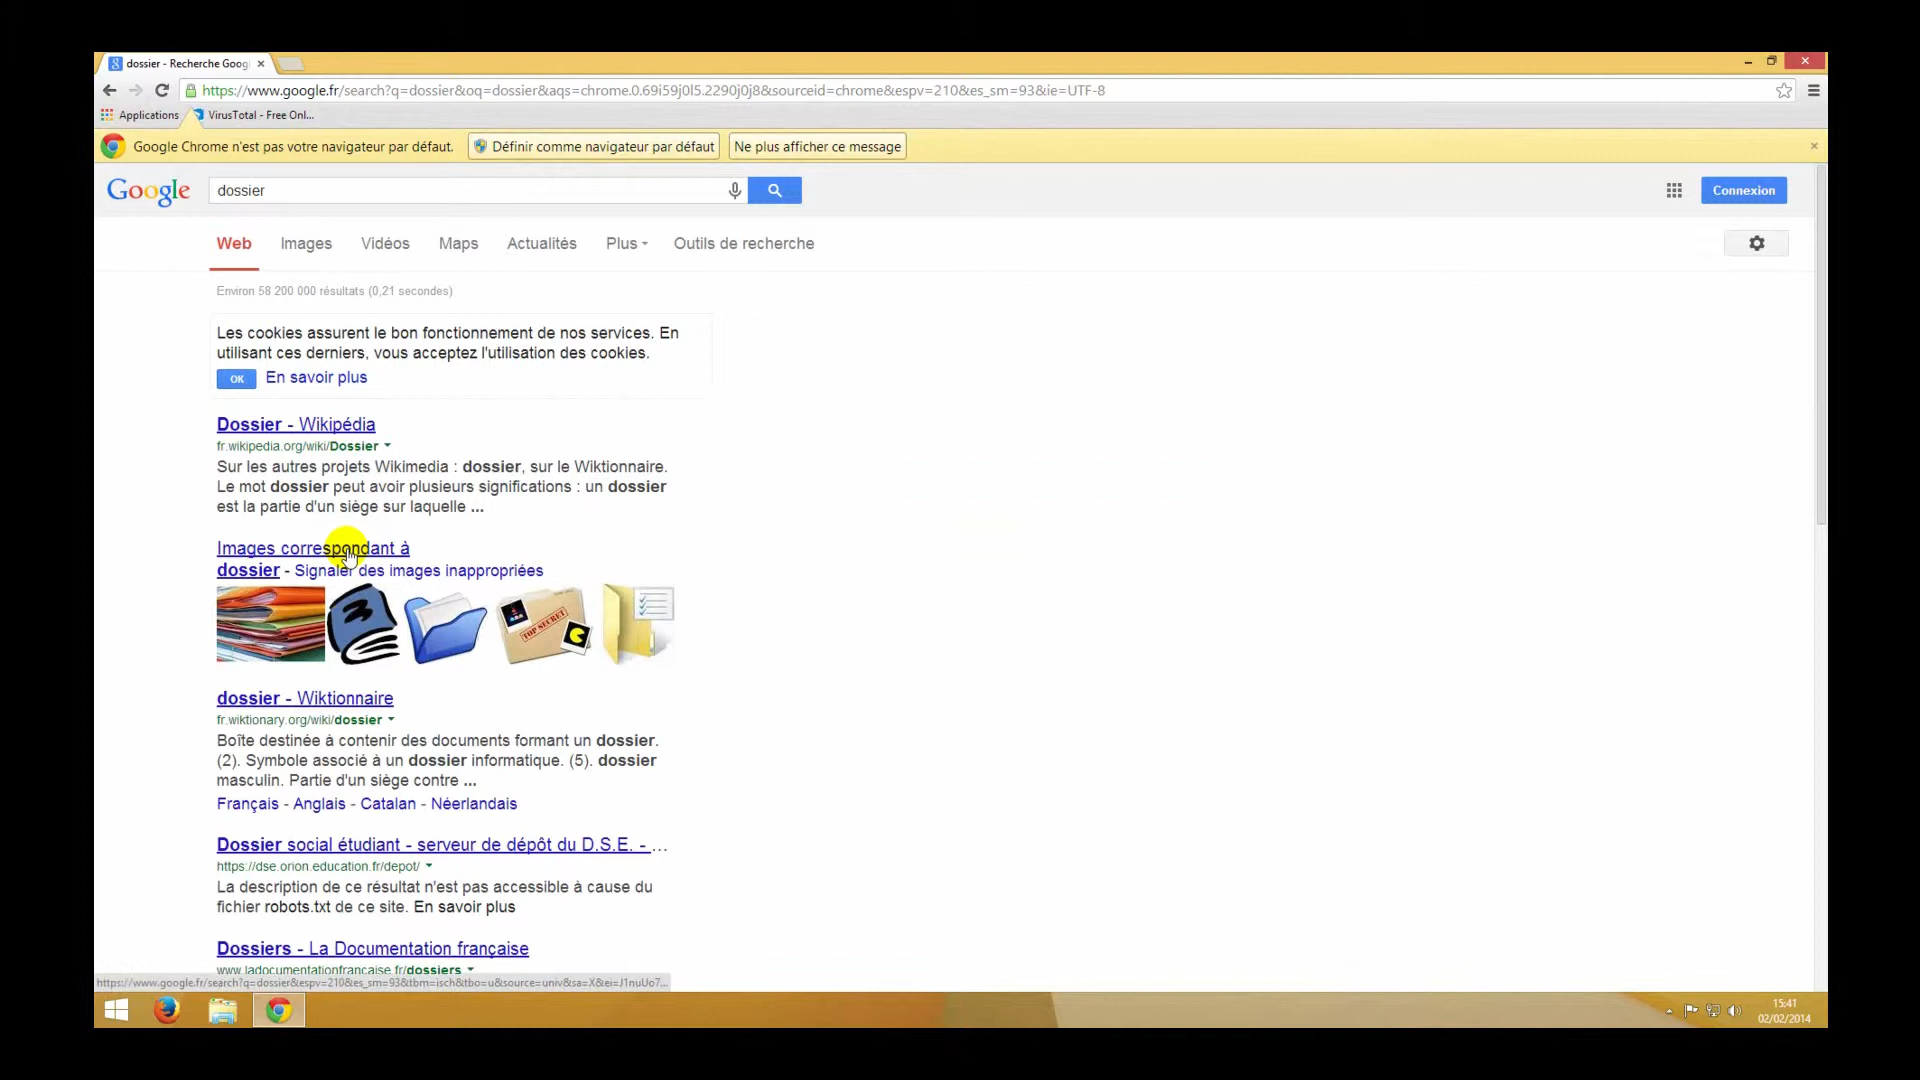 dossier - Recherche Goog
https://www.google.fr/search?q=dossier&oq=dossier&aqs=chrome.0.69i59j0l5.2290j0j8&sourceid=chrome&espv=210&es_sm=93&ie=UTF-8
Applications VirusTotal - Free Onl...
Google Chrome n'est pas votre navigateur par défaut. Définir comme navigateur par défaut Ne plus afficher ce message
Google dossier Connexion
Web Images Vidéos Maps Actualités Plus Outils de recherche
Environ 58 200 000 résultats (0,21 secondes)
Les cookies assurent le bon fonctionnement de nos services. En
utilisant ces derniers, vous acceptez l'utilisation des cookies.
OK En savoir plus
Dossier - Wikipédia
fr.wikipedia.org/wiki/Dossier
Sur les autres projets Wikimedia : dossier, sur le Wiktionnaire.
Le mot dossier peut avoir plusieurs significations : un dossier
est la partie d'un siège sur laquelle ...
Images correspondant à
dossier - Signaler des images inappropriées
TOP SECRET
dossier - Wiktionnaire
fr.wiktionary.org/wiki/dossier
Boîte destinée à contenir des documents formant un dossier.
(2). Symbole associé à un dossier informatique. (5). dossier
masculin. Partie d'un siège contre ...
Français - Anglais - Catalan - Néerlandais
Dossier social étudiant - serveur de dépôt du D.S.E. - ...
https://dse.orion.education.fr/depot/
La description de ce résultat n'est pas accessible à cause du
fichier robots.txt de ce site. En savoir plus
Dossiers - La Documentation française
www.ladocumentationfrancaise.fr/dossiers
https://www.google.fr/search?q=dossier&espv=210&es_sm=93&tbm=isch&tbo=u&source=univ&sa=X&ei=J1nuUo7...
15:41
02/02/2014